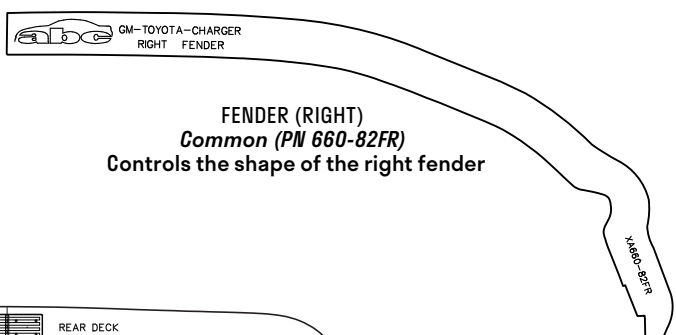 abc GM-TOYOTA-CHARGER
RIGHT FENDER
FENDER (RIGHT)
Common (PN 660-82FR)
Controls the shape of the right fender
XA660-82FR
REAR DECK